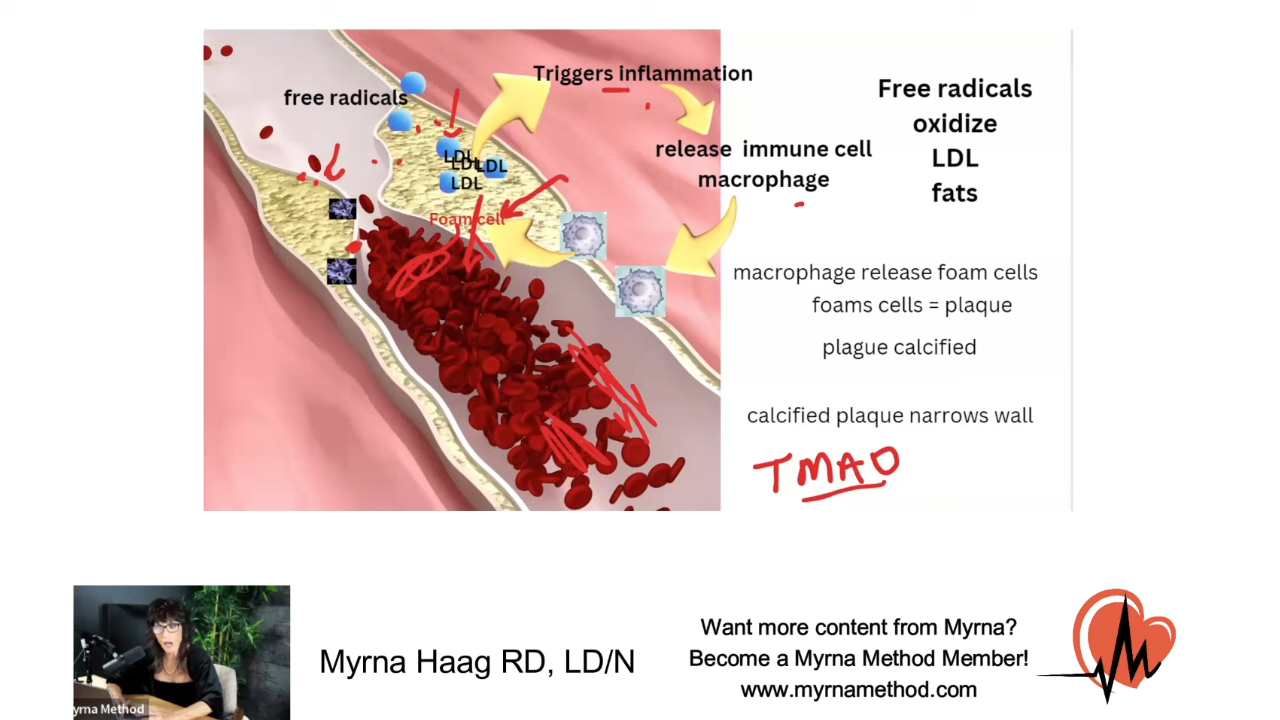 free radicals
Triggers inflammation
release immune cell
macrophage
LDL
LDL
LDL
LDL
Foam cell
Free radicals
oxidize
LDL
fats
macrophage release foam cells
foams cells = plaque
plague calcified
calcified plaque narrows wall
TMAO
yrna Method
Myrna Haag RD, LD/N
Want more content from Myrna?
Become a Myrna Method Member!
www.myrnamethod.com